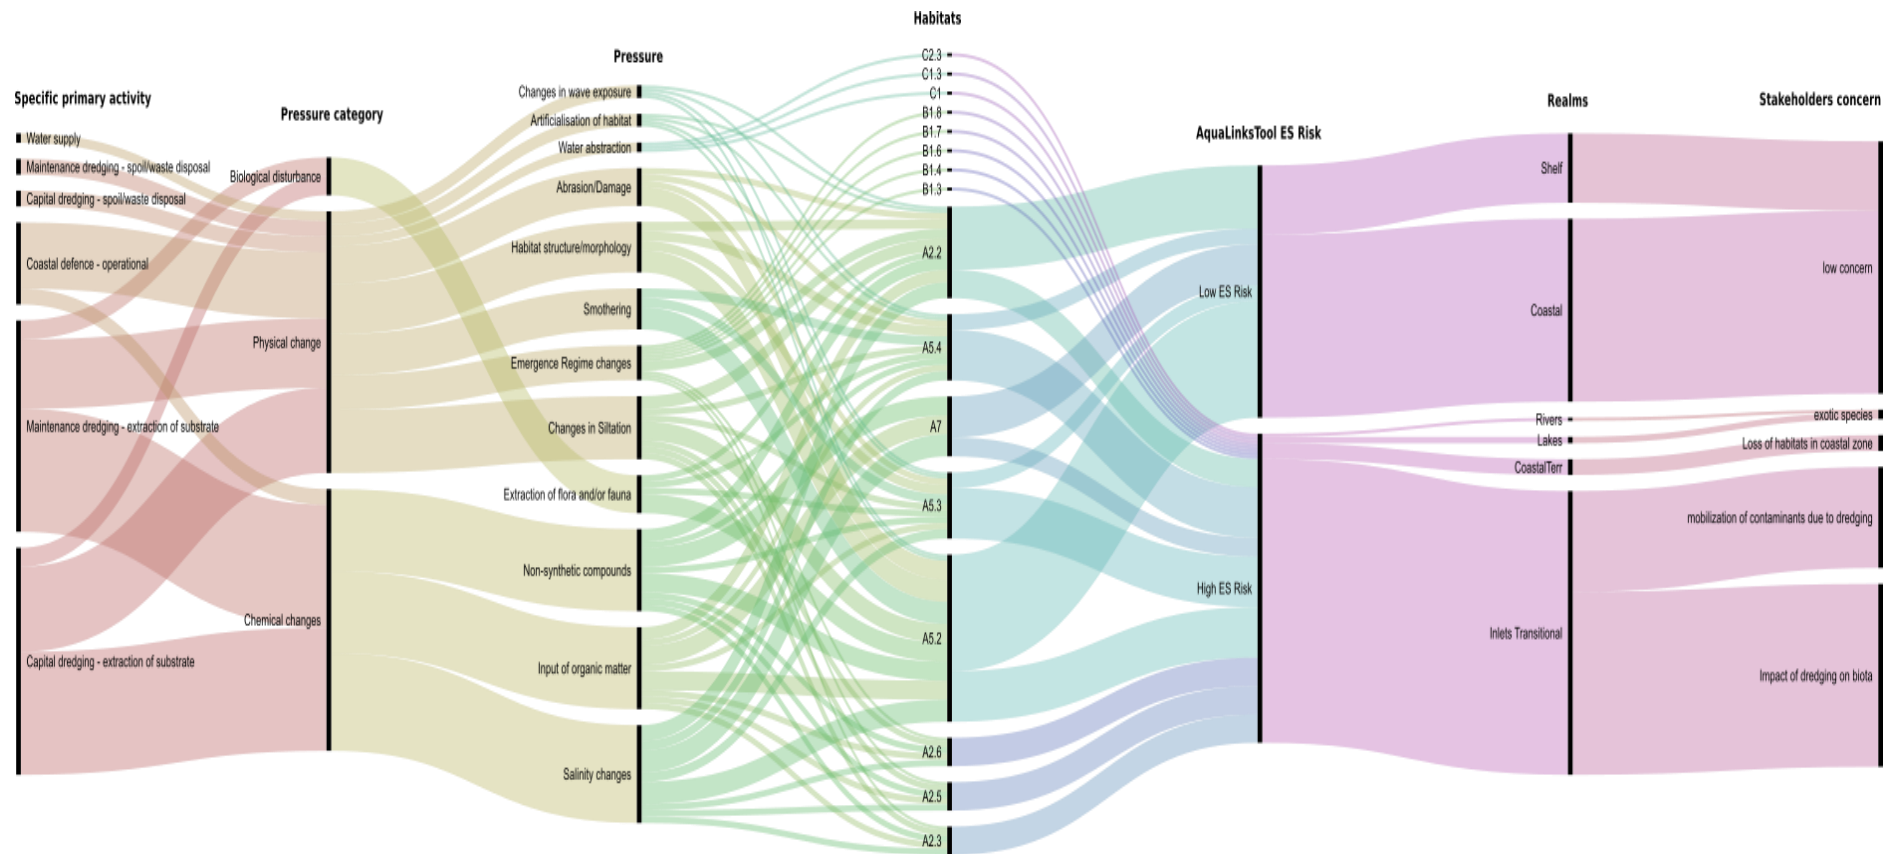 Specific primary activity
Water supply
Maintenance dredging - spoil/waste disposal
Capital dredging - spoil/waste disposal
Coastal defence - operational
Maintenance dredging - extraction of substrate
Capital dredging - extraction of substrate
Pressure category
Biological disturbance
Physical change
Chemical changes
Pressure
Changes in wave exposure
Artificialisation of habitat
Water abstraction
Abrasion/Damage
Habitat structure/morphology
Smothering
Emergence Regime changes
Changes in Siltation
Extraction of flora and/or fauna
Non-synthetic compounds
Input of organic matter
Salinity changes
Habitats
C2.3
C1.3
C1
B1.8
B1.7
B1.6
B1.4
B1.3
A2.2
A5.4
A7
A5.3
A5.2
A2.6
A2.5
A2.3
AquaLinksTool ES Risk
Low ES Risk
High ES Risk
Realms
Shelf
Coastal
Rivers
Lakes
CoastalTerr
Inlets Transitional
Stakeholders concern
low concern
exotic species
Loss of habitats in coastal zone
mobilization of contaminants due to dredging
Impact of dredging on biota